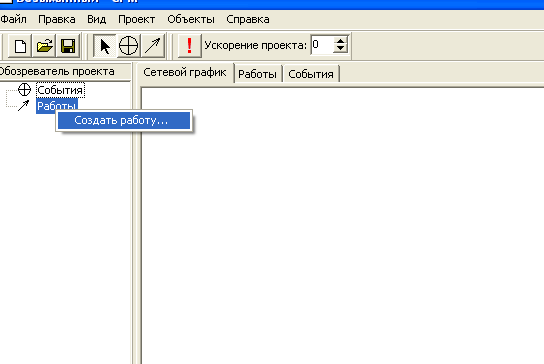 Безымянный - CPM
Файл Правка Вид Проект Объекты Справка
Ускорение проекта: 0
Обозреватель проекта
Сетевой график Работы События
События
Работы
Создать работу...